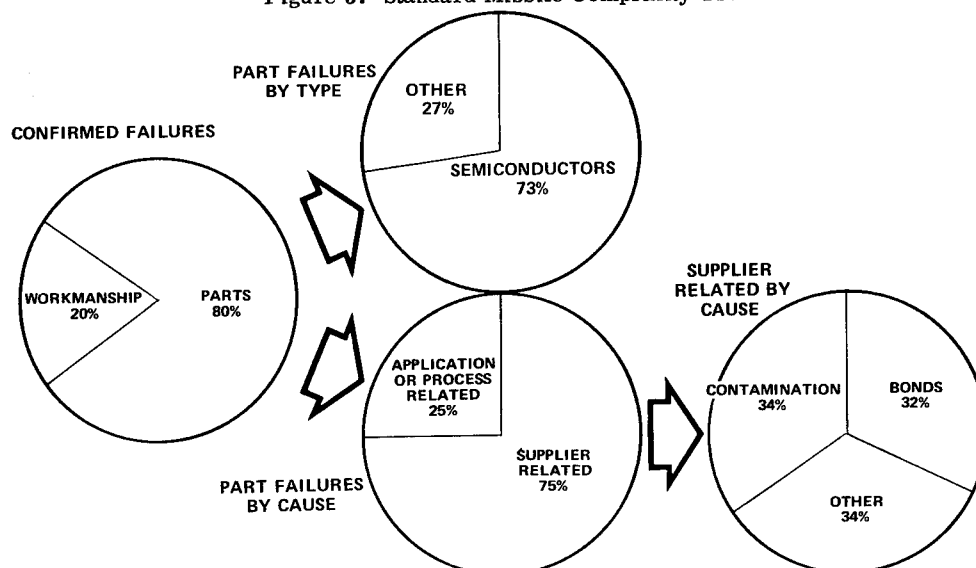 PART FAILURES
BY TYPE
OTHER
27%
SEMICONDUCTORS
73%
CONFIRMED FAILURES
WORKMANSHIP
20%
PARTS
80%
APPLICATION
OR PROCESS
RELATED
25%
SUPPLIER
RELATED
75%
PART FAILURES
BY CAUSE
SUPPLIER
RELATED BY
CAUSE
CONTAMINATION
34%
BONDS
32%
OTHER
34%